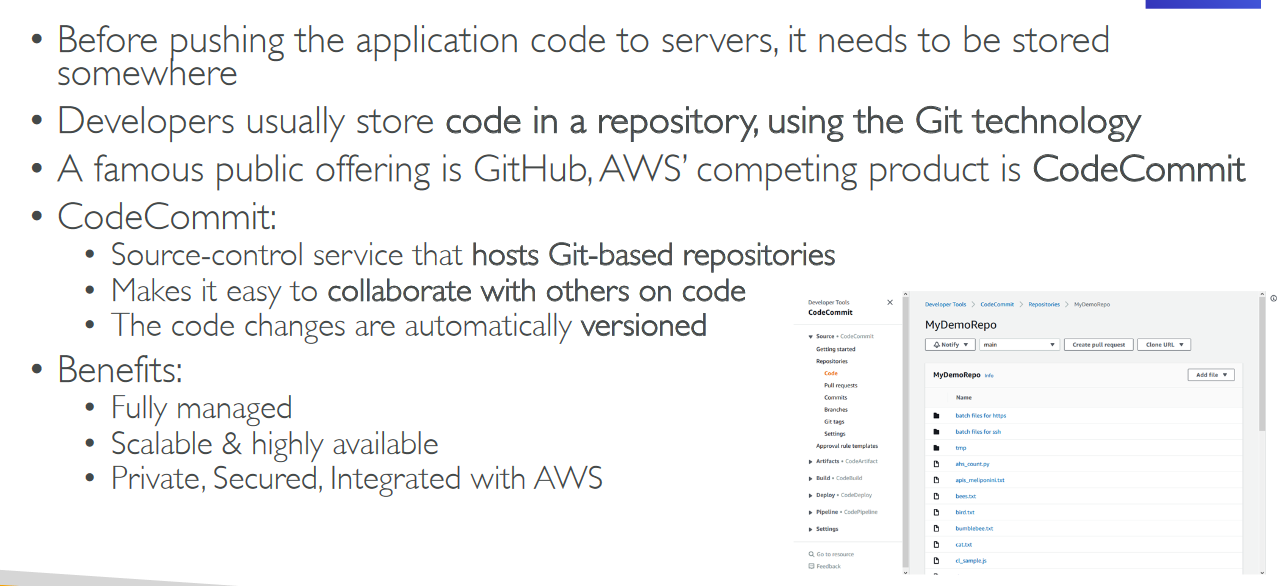 • Before pushing the application code to servers, it needs to be stored
somewhere
• Developers usually store code in a repository, using the Git technology
• A famous public offering is GitHub, AWS’ competing product is CodeCommit
• CodeCommit:
• Source-control service that hosts Git-based repositories
• Makes it easy to collaborate with others on code
• The code changes are automatically versioned
• Benefits:
• Fully managed
• Scalable & highly available
• Private, Secured, Integrated with AWS
Developer Tools
CodeCommit
Source • CodeCommit
Getting started
Repositories
Code
Pull requests
Commits
Branches
Git tags
Settings
Approval rule templates
Artifacts • CodeArtifact
Build • CodeBuild
Deploy • CodeDeploy
Pipeline • CodePipeline
Settings
Go to resource
Feedback
Developer Tools > CodeCommit > Repositories > MyDemoRepo
MyDemoRepo
Notify main Create pull request Clone URL
MyDemoRepo Info Add file
Name
batch files for https
batch files for ssh
tmp
ahs_count.py
apis_meliponini.txt
bees.txt
bird.txt
bumblebee.txt
cat.txt
cl_sample.js